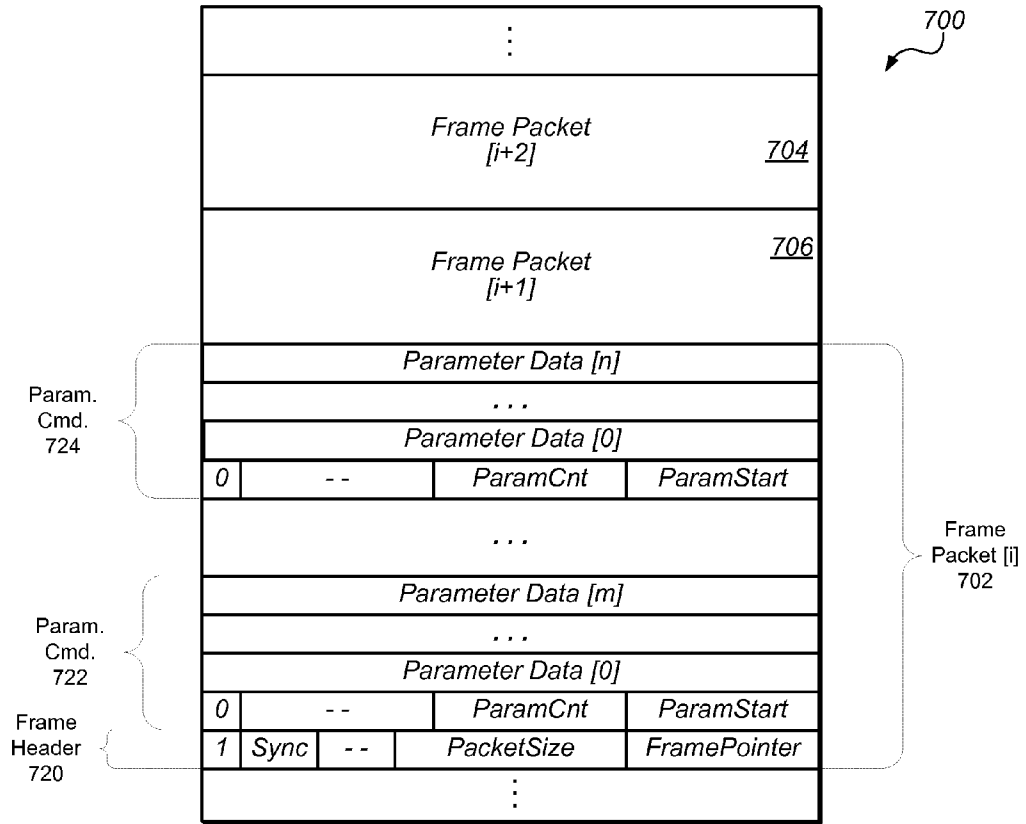 700
⋮
Frame Packet
[i+2]
704
Frame Packet
[i+1]
706
Parameter Data [n]
. . .
Parameter Data [0]
0 - - ParamCnt ParamStart
Param.
Cmd.
724
. . .
Frame
Packet [i]
702
Parameter Data [m]
. . .
Parameter Data [0]
0 - - ParamCnt ParamStart
Param.
Cmd.
722
1 Sync - - PacketSize FramePointer
Frame
Header
720
⋮